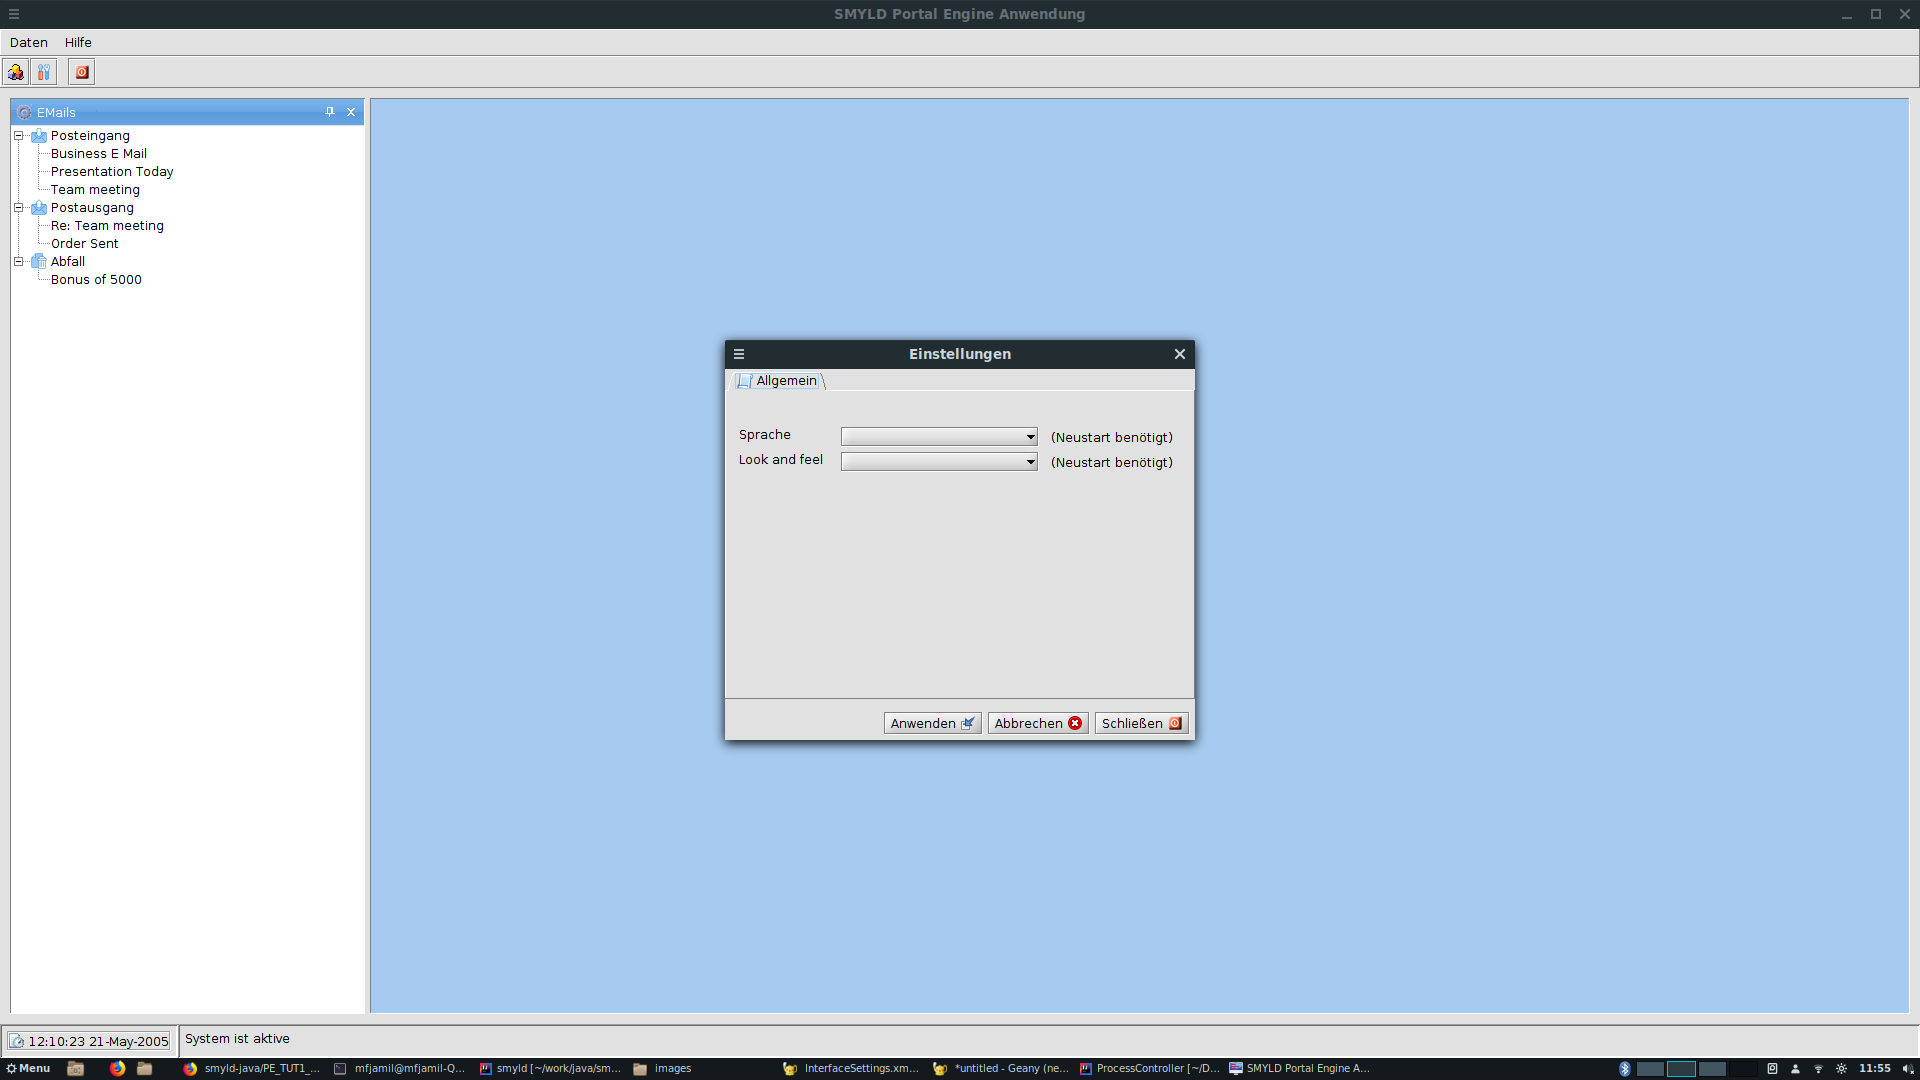 SMYLD Portal Engine Anwendung
Daten Hilfe
EMails
Posteingang
Business E Mail
Presentation Today
Team meeting
Postausgang
Re: Team meeting
Order Sent
Abfall
Bonus of 5000
Einstellungen
Allgemein
Sprache (Neustart benötigt)
Look and feel (Neustart benötigt)
Anwenden Abbrechen Schließen
12:10:23 21-May-2005 System ist aktive
Menu smyld-java/PE_TUT1_... mfjamil@mfjamil-Q... smyld [~/work/java/sm... images InterfaceSettings.xm... *untitled - Geany (ne... ProcessController [~/D... SMYLD Portal Engine A... 11:55